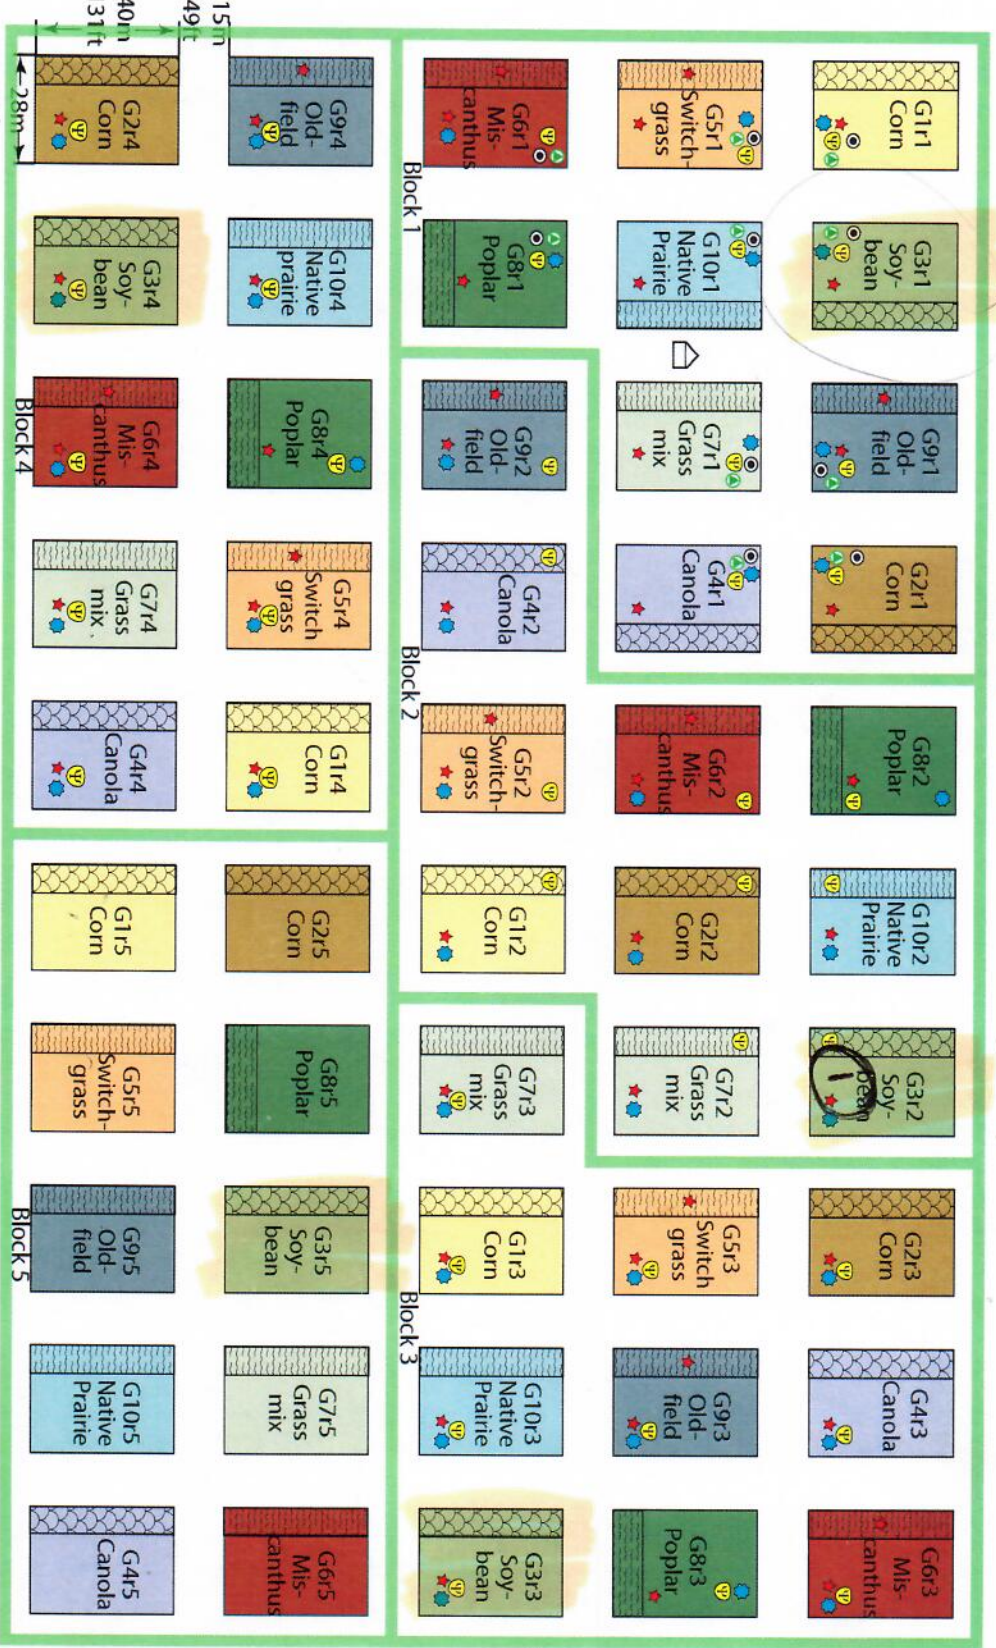 G1r1
Corn
G3r1
Soy-
bean
G9r1
Old-
field
G2r1
Corn
G8r2
Poplar
G10r2
Native
Prairie
G3r2
Soy-
bean
1
G2r3
Corn
G4r3
Canola
G6r3
Mis-
canthus
G5r1
Switch-
grass
G10r1
Native
Prairie
G7r1
Grass
mix
G4r1
Canola
G6r2
Mis-
canthus
G2r2
Corn
G7r2
Grass
mix
G5r3
Switch
grass
G9r3
Old-
field
G8r3
Poplar
G6r1
Mis-
canthus
G8r1
Poplar
G9r2
Old-
field
G4r2
Canola
G5r2
Switch-
grass
G1r2
Corn
G7r3
Grass
mix
G1r3
Corn
G10r3
Native
Prairie
G3r3
Soy-
bean
Block 1
Block 2
Block 3
G9r4
Old-
field
G10r4
Native
prairie
G8r4
Poplar
G5r4
Switch
grass
G1r4
Corn
G2r5
Corn
G8r5
Poplar
G3r5
Soy-
bean
G7r5
Grass
mix
G6r5
Mis-
canthus
15m
49ft
40m
131ft
G2r4
Corn
G3r4
Soy-
bean
G6r4
Mis-
canthus
G7r4
Grass
mix
G4r4
Canola
G1r5
Corn
G5r5
Switch-
grass
G9r5
Old-
field
G10r5
Native
Prairie
G4r5
Canola
28m
Block 4
Block 5